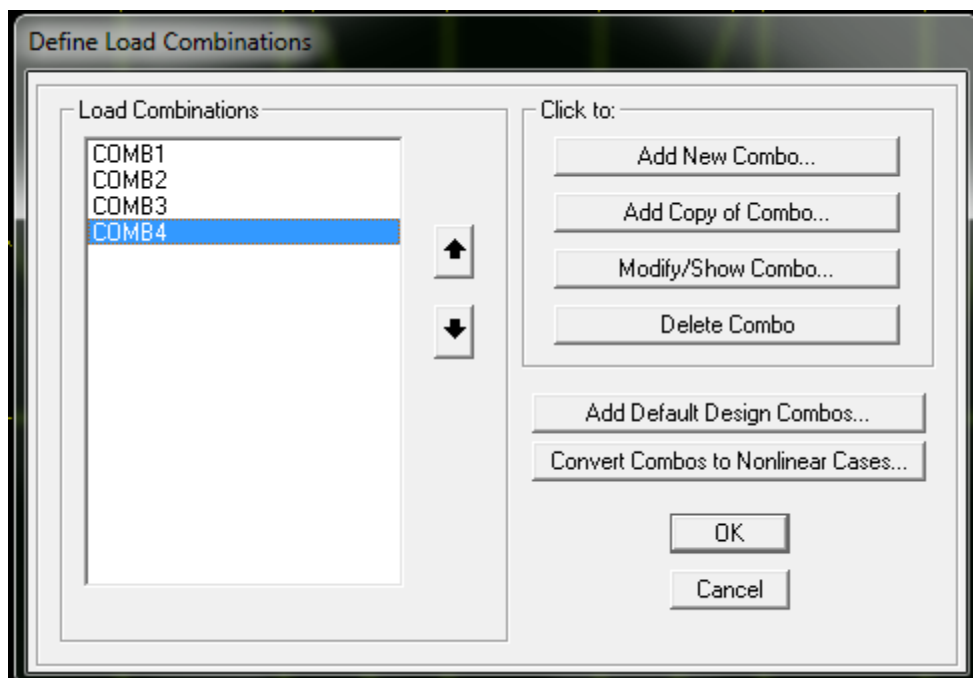 Define Load Combinations
Load Combinations
COMB1
COMB2
COMB3
COMB4
Click to:
Add New Combo...
Add Copy of Combo...
Modify/Show Combo...
Delete Combo
Add Default Design Combos...
Convert Combos to Nonlinear Cases...
OK
Cancel